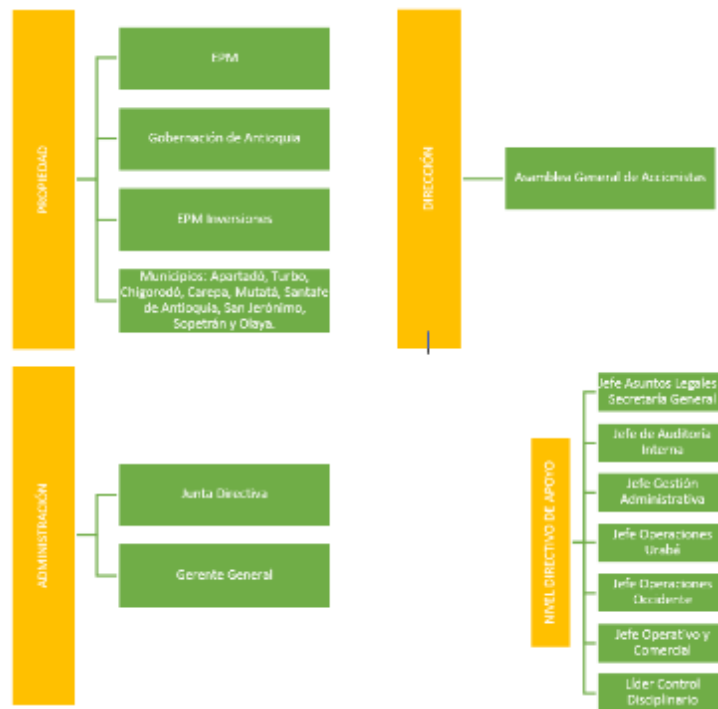 PROPIEDAD
EPM
Gobernación de Antioquia
EPM Inversiones
Municipios: Apartadó, Turbo,
Chigorodó, Carepa, Mutatá, Santafe
de Antioquia, San Jerónimo,
Sopetrán y Olaya.
DIRECCIÓN
Asamblea General de Accionistas
ADMINISTRACIÓN
Junta Directiva
Gerente General
NIVEL DIRECTIVO DE APOYO
Jefe Asuntos Legales
Secretaría General
Jefe de Auditoría
Interna
Jefe Gestión
Administrativa
Jefe Operaciones
Urabá
Jefe Operaciones
Occidente
Jefe Operativo y
Comercial
Líder Control
Disciplinario